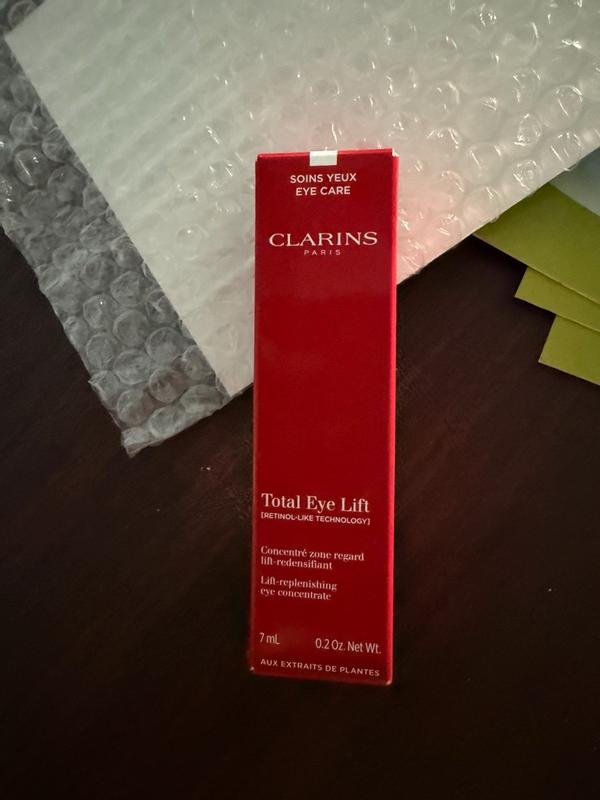 SOINS YEUX
EYE CARE
CLARINS
PARIS
Total Eye Lift
[RETINOL-LIKE TECHNOLOGY]
Concentré zone regard
lift-redensifiant
Lift-replenishing
eye concentrate
7 mL 0.2 Oz. Net Wt.
AUX EXTRAITS DE PLANTES